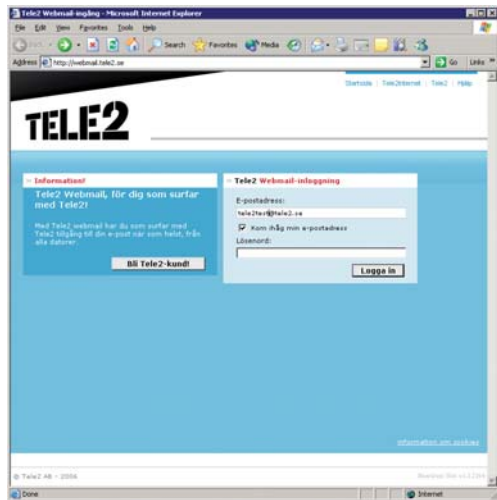 Tele2 Webmail-ingång - Microsoft Internet Explorer
File Edit View Favorites Tools Help
Search Favorites Media
Address http://webmail.tele2.se Go Links »
Startsida | Tele2Internet | Tele2 | Hjälp
TELE2
Information!
Tele2 Webmail, för dig som surfar
med Tele2!
Med Tele2 webmail har du som surfar med
Tele2 tillgång till din e-post när som helst, från
alla datorer.
Bli Tele2-kund!
Tele2 Webmail-inloggning
E-postadress:
tele2test@tele2.se
Kom ihåg min e-postadress
Lösenord:
Logga in
Information om cookies
© Tele2 AB - 2006
Done Internet